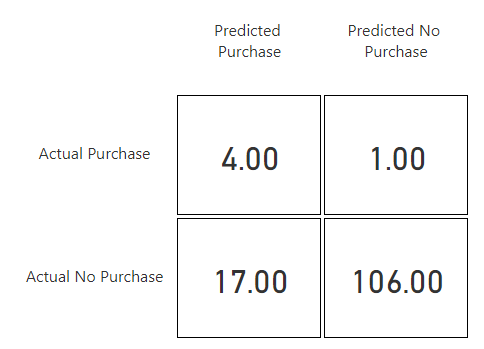 Predicted
Purchase
Predicted No
Purchase
Actual Purchase
4.00
1.00
Actual No Purchase
17.00
106.00